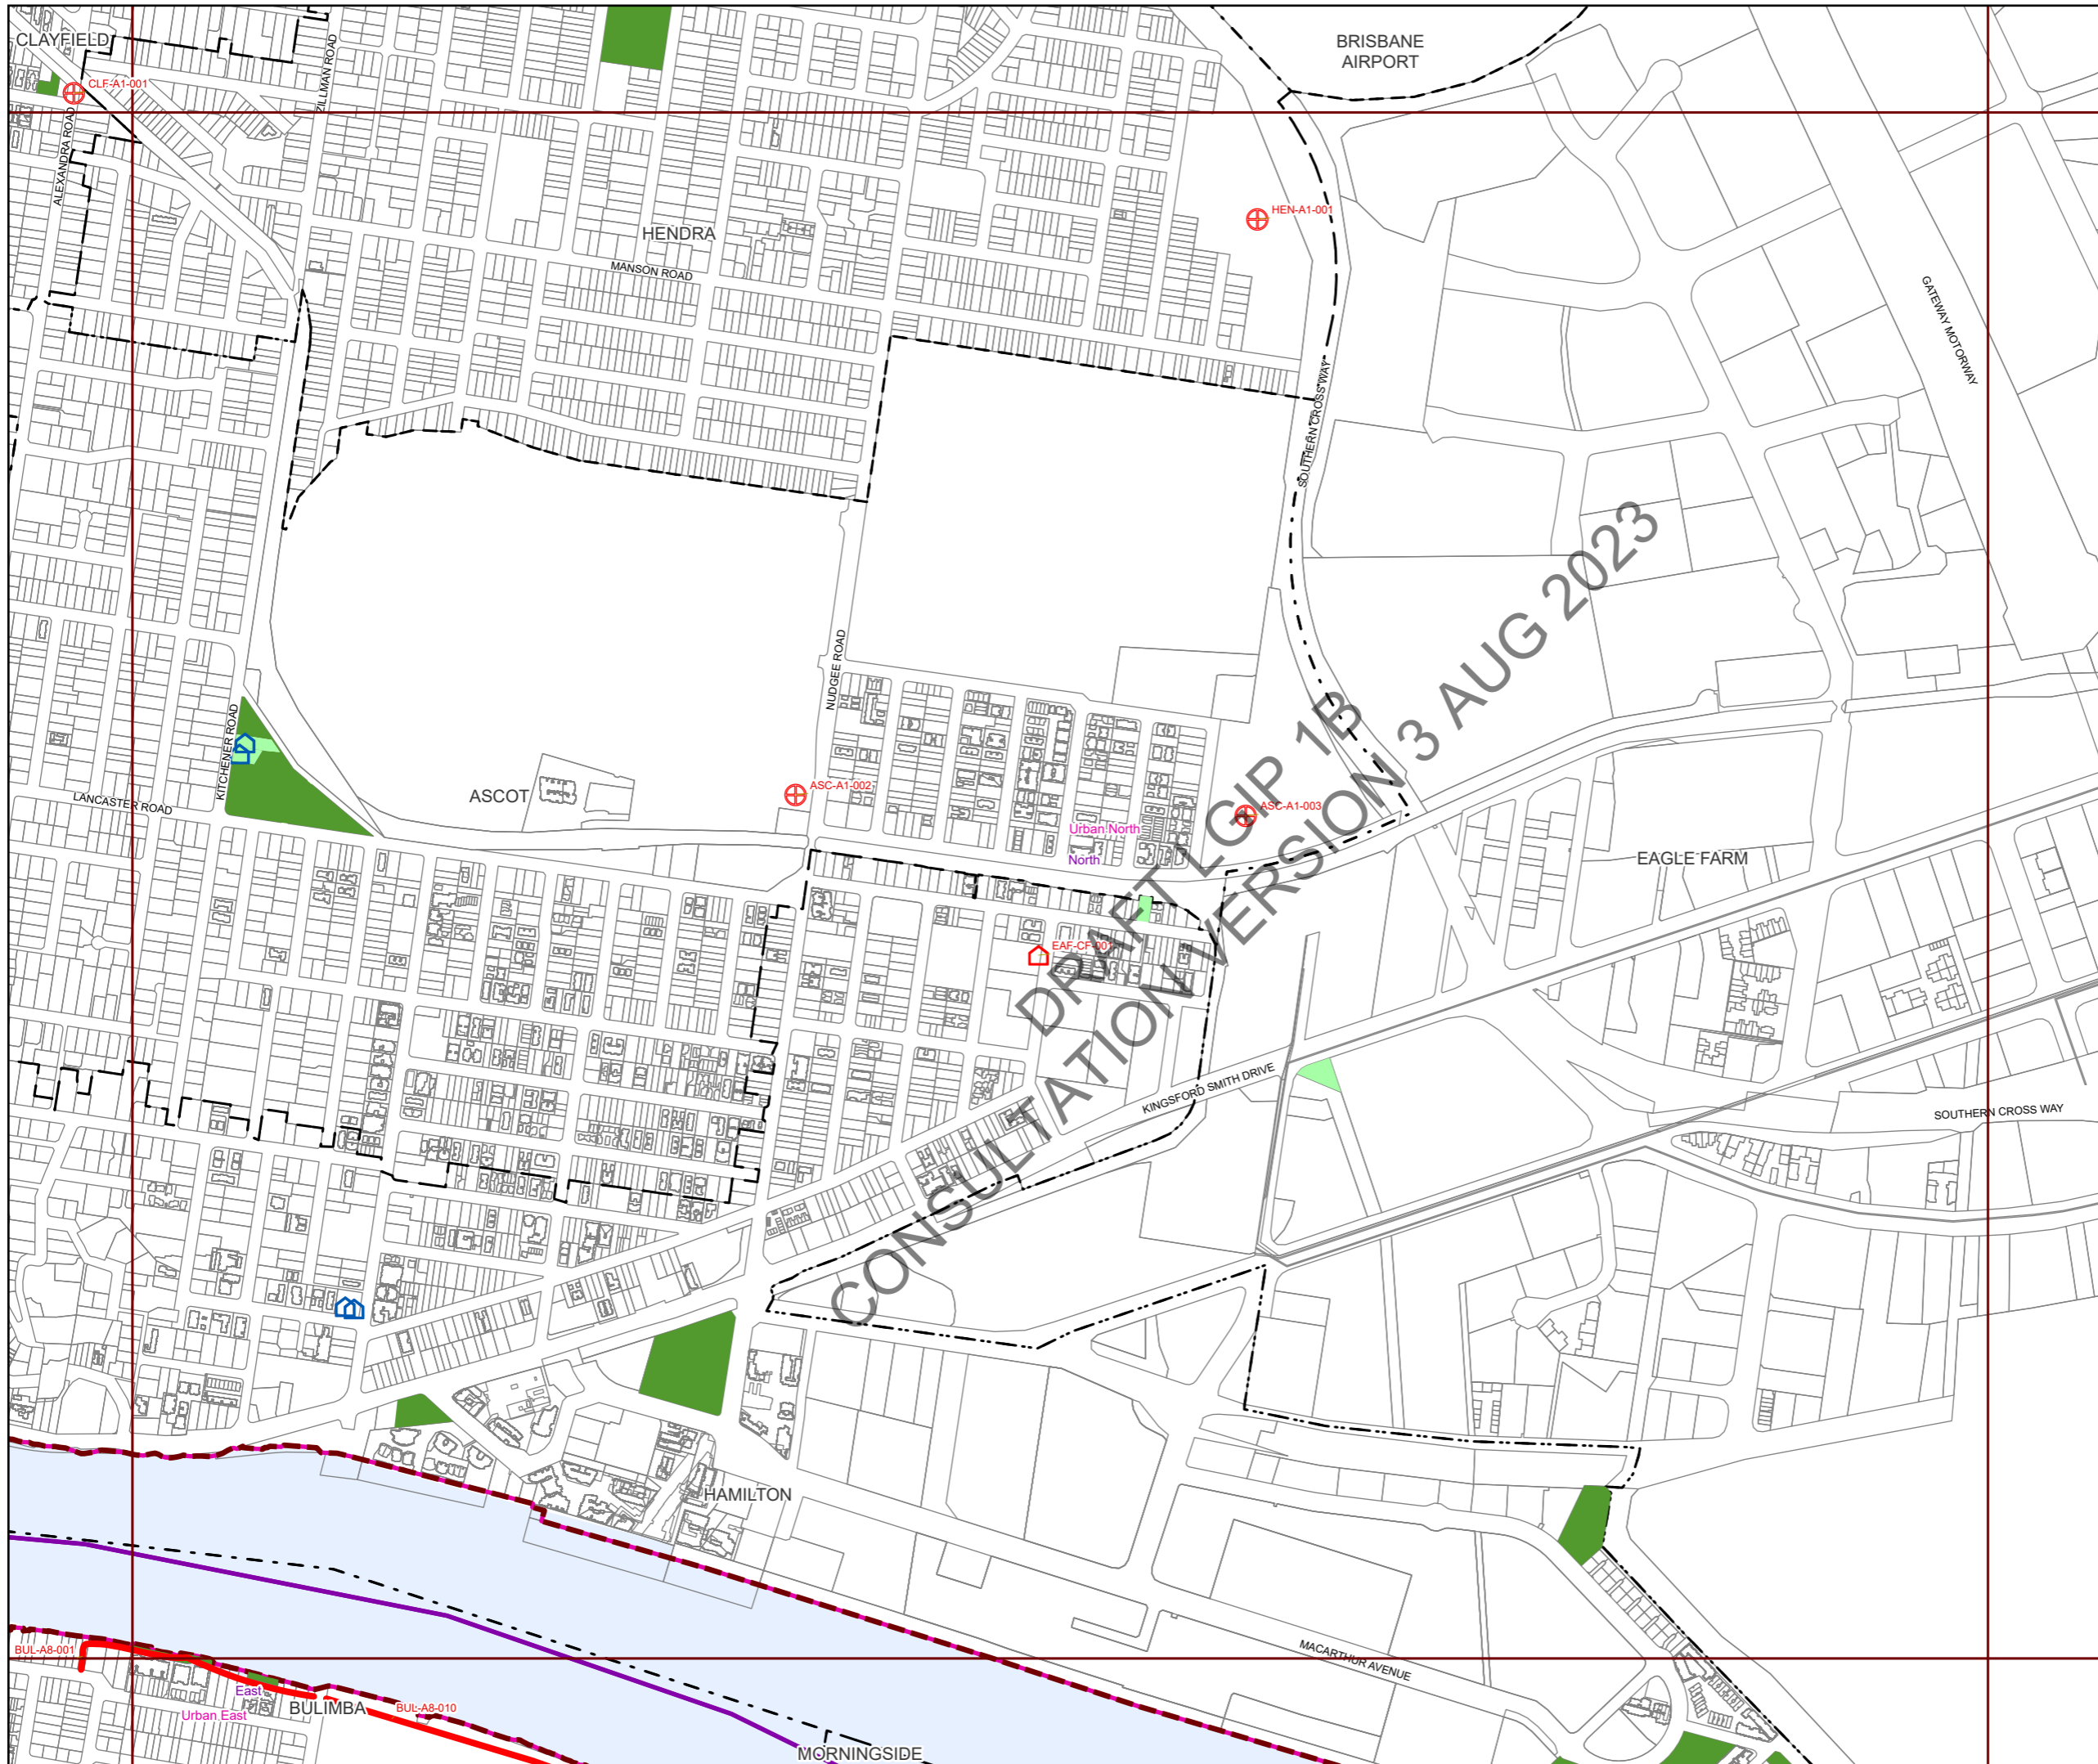 CLAYFIELD
BRISBANE
AIRPORT
ZILLMAN ROAD
CLF-A1-001
ALEXANDRA ROAD
HEN-A1-001
HENDRA
MANSON ROAD
GATEWAY MOTORWAY
SOUTHERN CROSS WAY
NUDGEE ROAD
KITCHENER ROAD
LANCASTER ROAD
ASCOT
ASC-A1-002
ASC-A1-003
Urban North
North
EAGLE FARM
EAF-CF-001
DRAFT LGIP 1B
CONSULTATION VERSION 3 AUG 2023
KINGSFORD SMITH DRIVE
SOUTHERN CROSS WAY
HAMILTON
MACARTHUR AVENUE
BUL-A8-001
East
Urban East
BULIMBA
BUL-A8-010
MORNINGSIDE